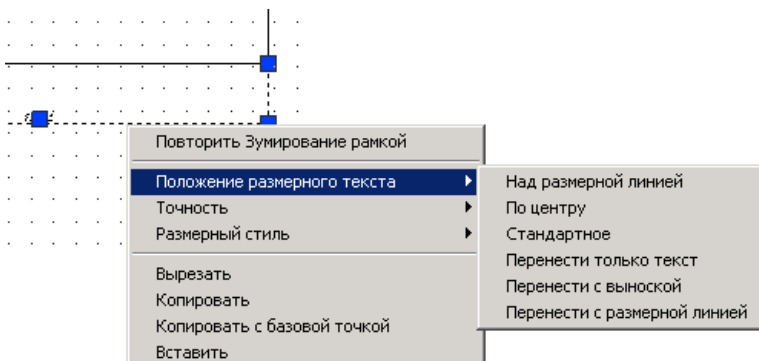 Повторить Зумирование рамкой
Положение размерного текста
Точность
Размерный стиль
Вырезать
Копировать
Копировать с базовой точкой
Вставить
Над размерной линией
По центру
Стандартное
Перенести только текст
Перенести с выноской
Перенести с размерной линией